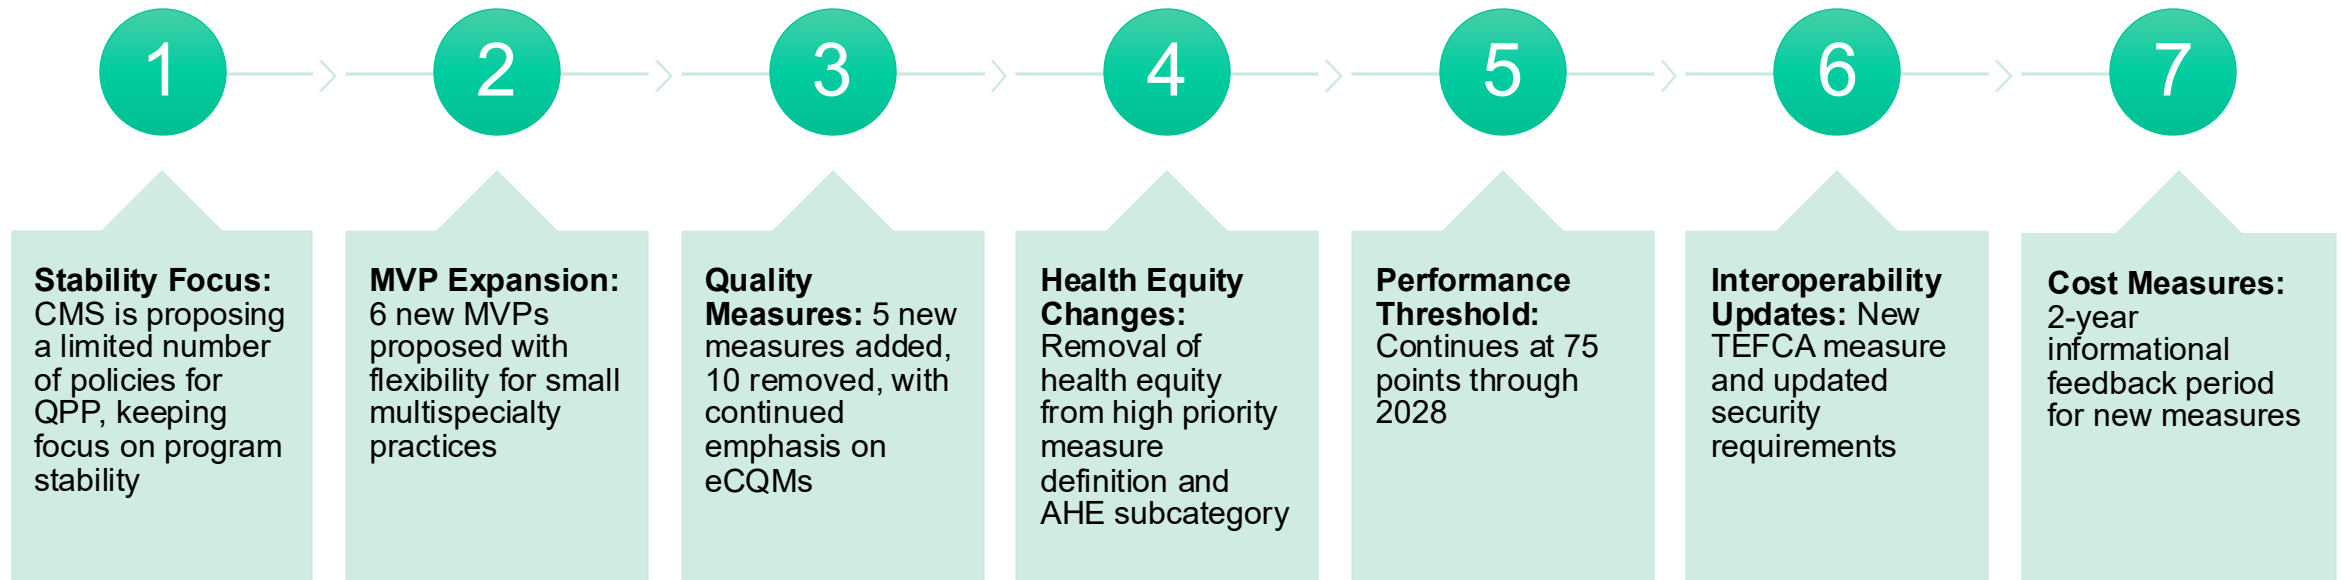 1
2
3
4
5
6
7
Stability Focus:
CMS is proposing
a limited number
of policies for
QPP, keeping
focus on program
stability
MVP Expansion:
6 new MVPs
proposed with
flexibility for small
multispecialty
practices
Quality
Measures: 5 new
measures added,
10 removed, with
continued
emphasis on
eCQMs
Health Equity
Changes:
Removal of
health equity
from high priority
measure
definition and
AHE subcategory
Performance
Threshold:
Continues at 75
points through
2028
Interoperability
Updates: New
TEFCA measure
and updated
security
requirements
Cost Measures:
2-year
informational
feedback period
for new measures